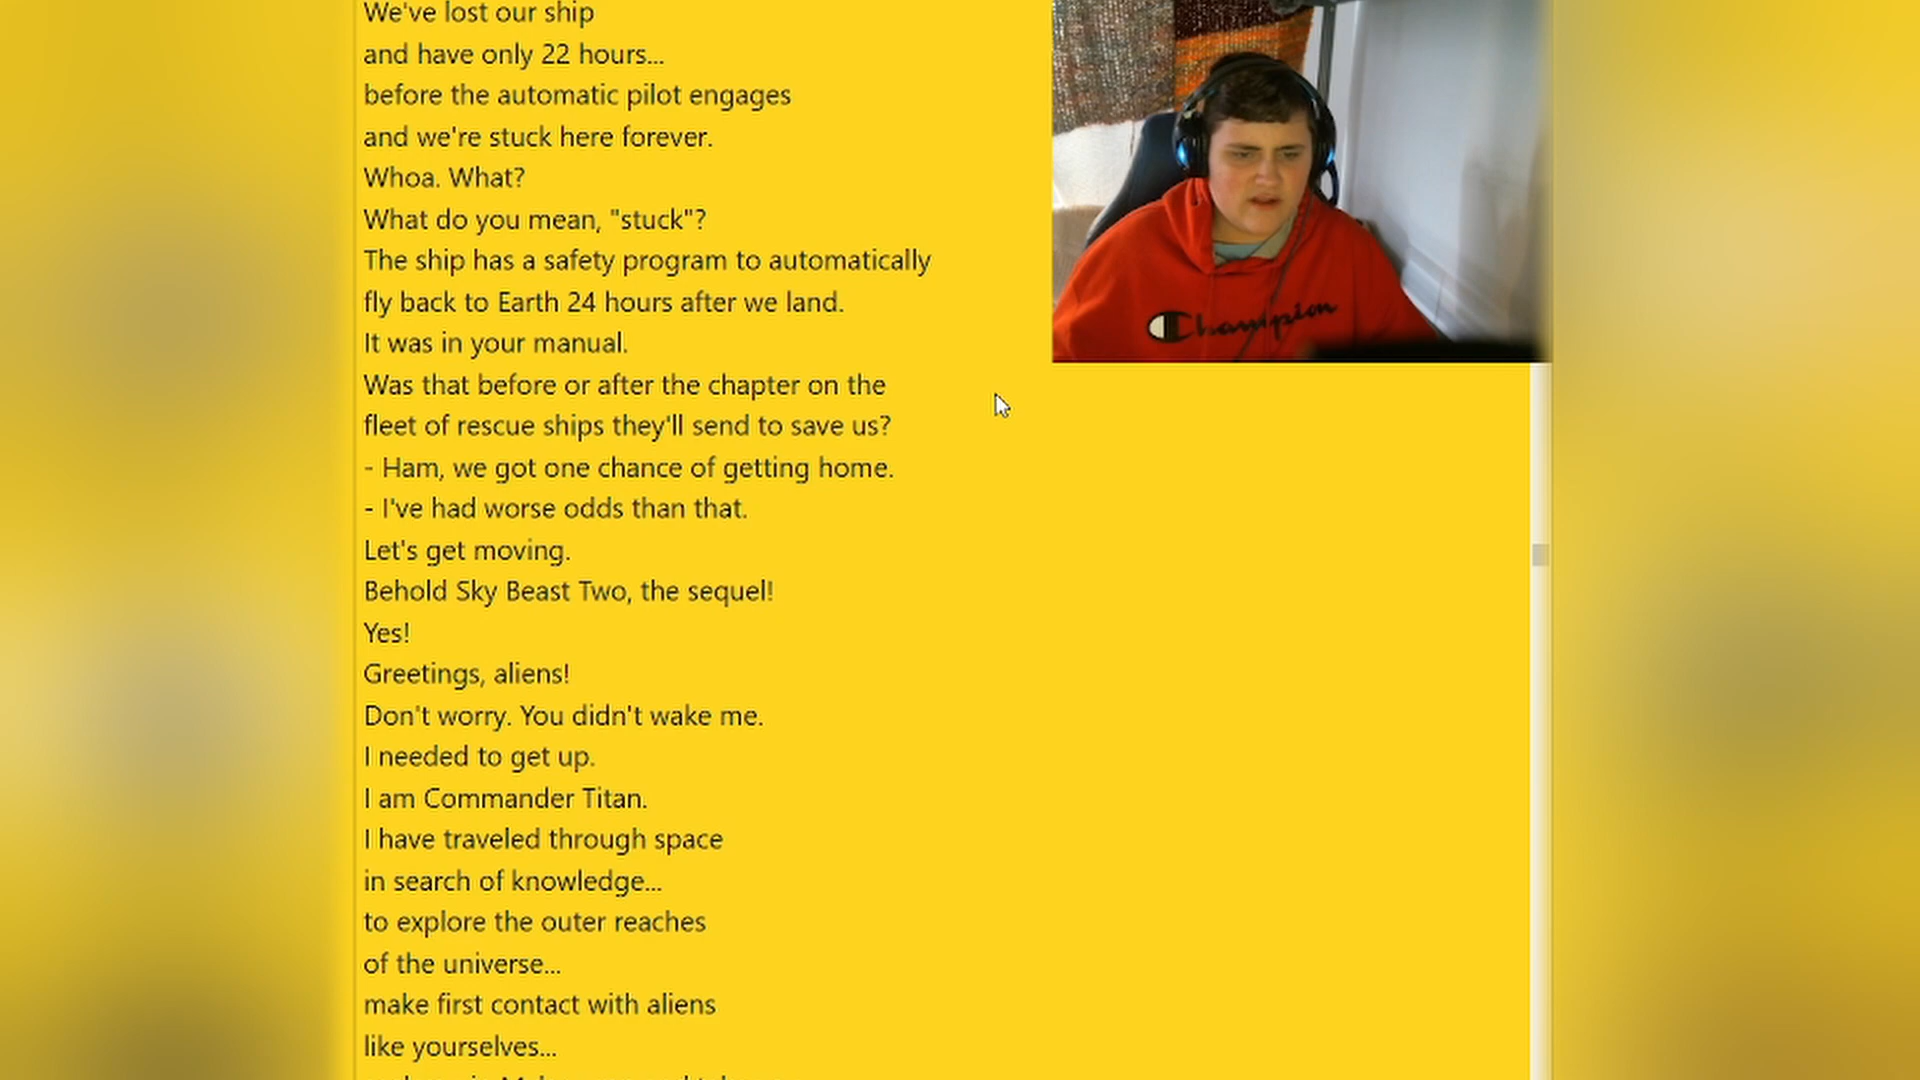 We've lost our ship
and have only 22 hours...
before the automatic pilot engages
and we're stuck here forever.
Whoa. What?
What do you mean, "stuck"?
The ship has a safety program to automatically
fly back to Earth 24 hours after we land.
It was in your manual.
Was that before or after the chapter on the
fleet of rescue ships they'll send to save us?
- Ham, we got one chance of getting home.
- I've had worse odds than that.
Let's get moving.
Behold Sky Beast Two, the sequel!
Yes!
Greetings, aliens!
Don't worry. You didn't wake me.
I needed to get up.
I am Commander Titan.
I have traveled through space
in search of knowledge...
to explore the outer reaches
of the universe...
make first contact with aliens
like yourselves...
Champion